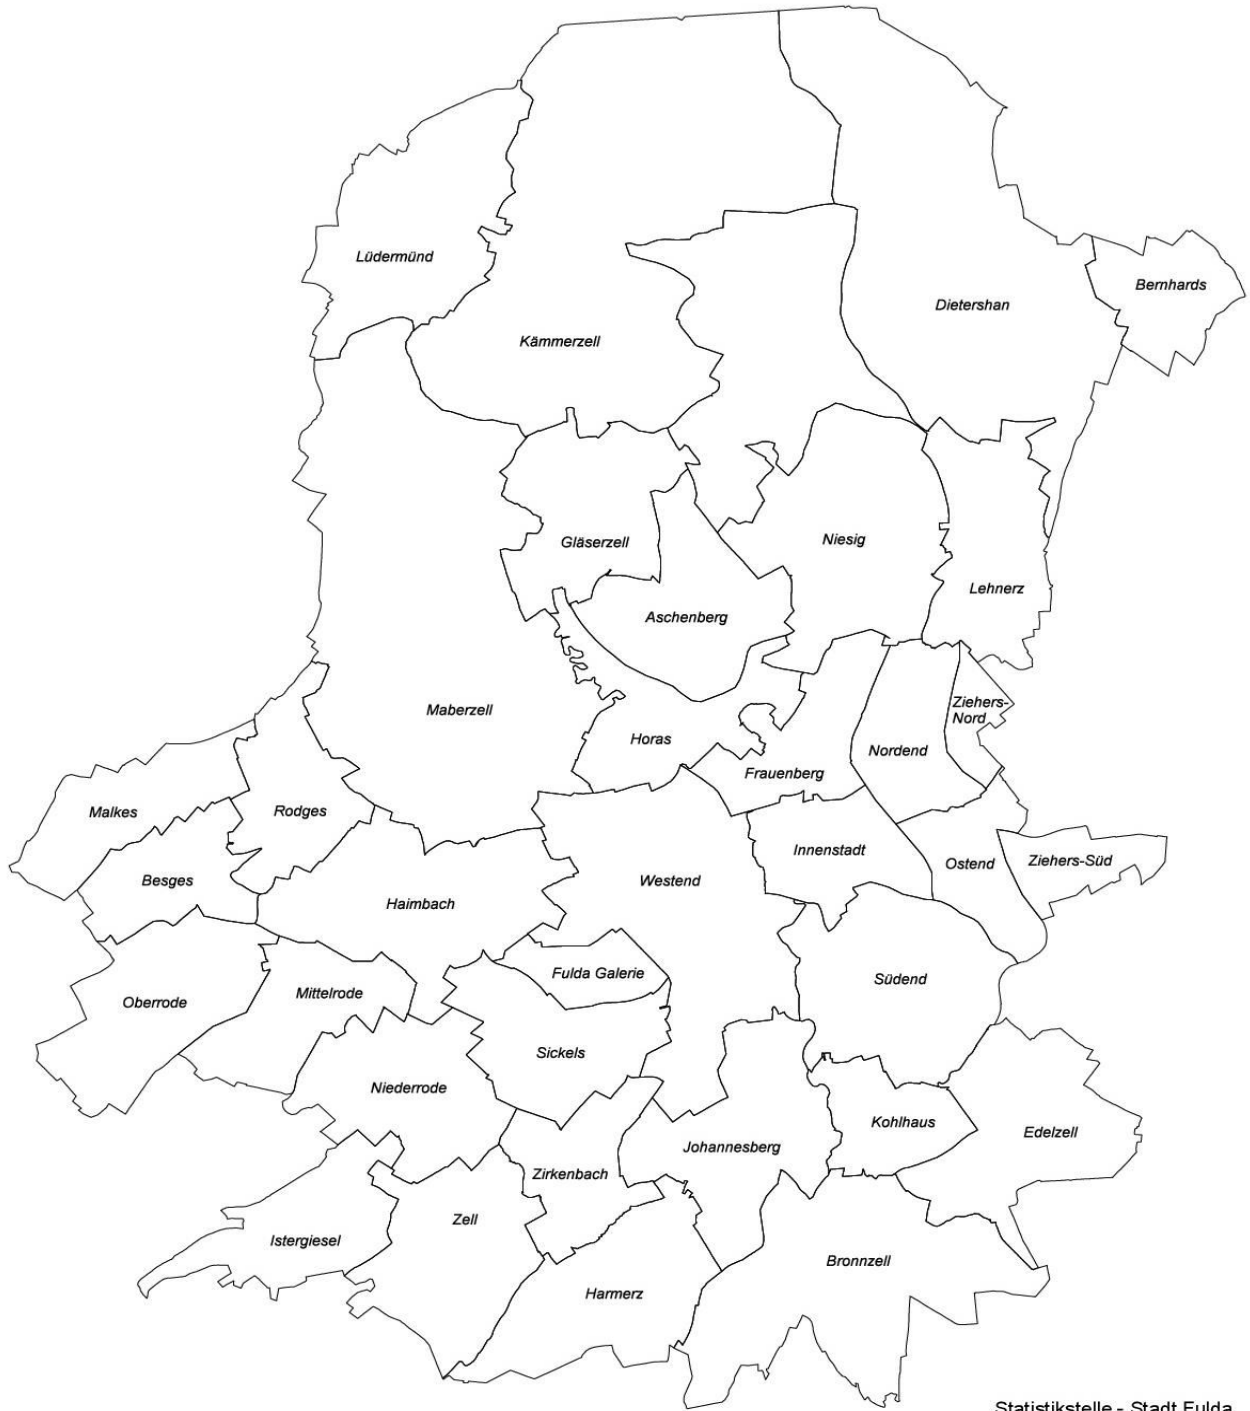 Lüdermünd
Bernhards
Dietershan
Kämmerzell
Gläserzell
Niesig
Lehnerz
Aschenberg
Maberzell
Ziehers-
Nord
Horas
Nordend
Frauenberg
Malkes
Rodges
Innenstadt
Ostend
Ziehers-Süd
Besges
Westend
Haimbach
Fulda Galerie
Südend
Mittelrode
Oberrode
Sickels
Niederrode
Kohlhaus
Edelzell
Johannesberg
Zirkenbach
Zell
Istergiesel
Bronnzell
Harmerz
Statistikstelle - Stadt Fulda